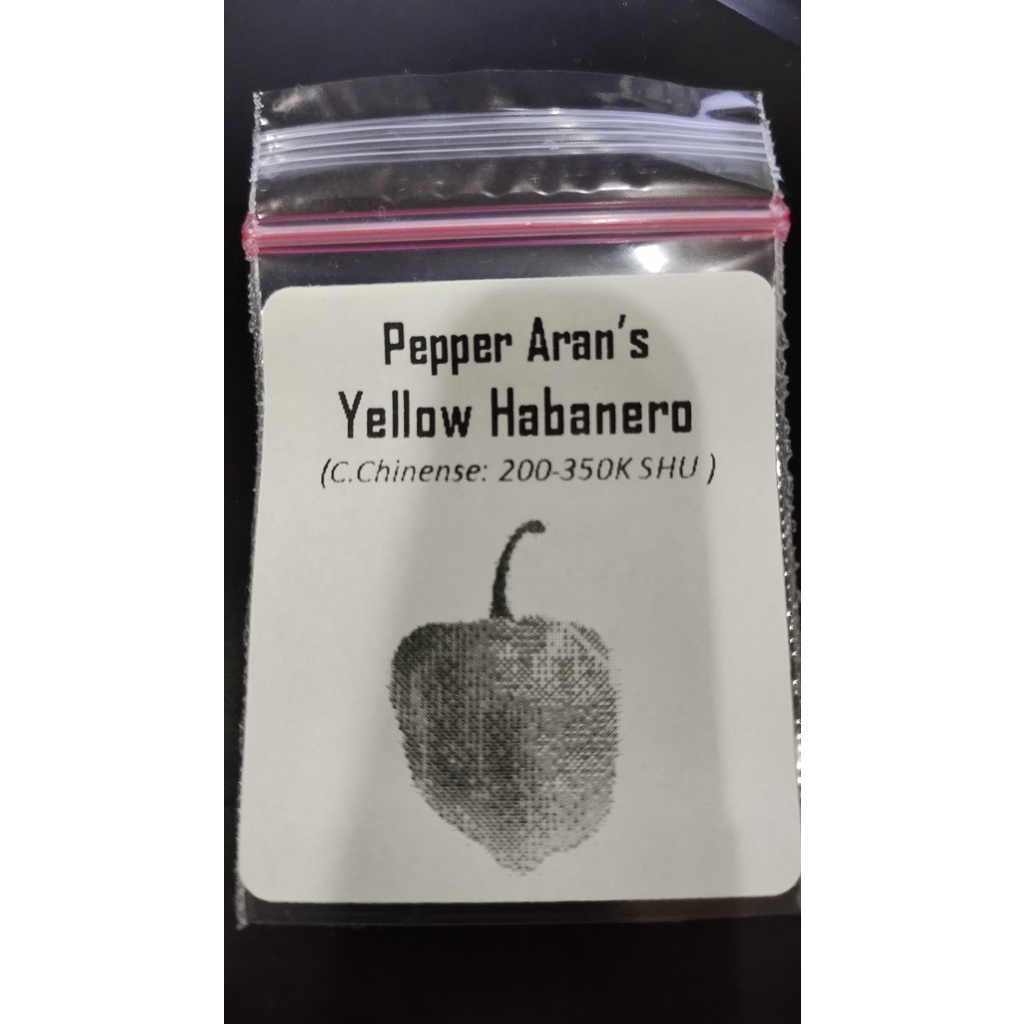 Pepper Aran's
Yellow Habanero
(C.Chinense: 200-350K SHU )